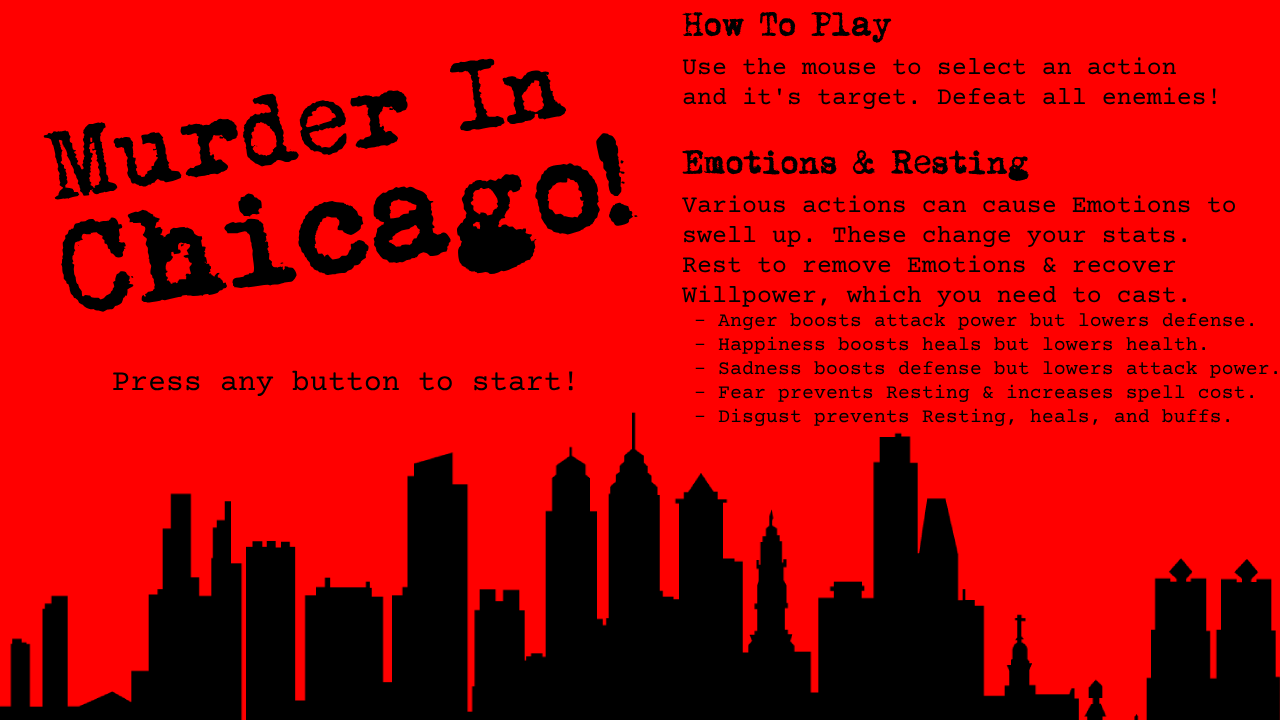 Murder In
Chicago!
Press any button to start!
How To Play
Use the mouse to select an action
and it's target. Defeat all enemies!
Emotions & Resting
Various actions can cause Emotions to
swell up. These change your stats.
Rest to remove Emotions & recover
Willpower, which you need to cast.
- Anger boosts attack power but lowers defense.
- Happiness boosts heals but lowers health.
- Sadness boosts defense but lowers attack power.
- Fear prevents Resting & increases spell cost.
- Disgust prevents Resting, heals, and buffs.